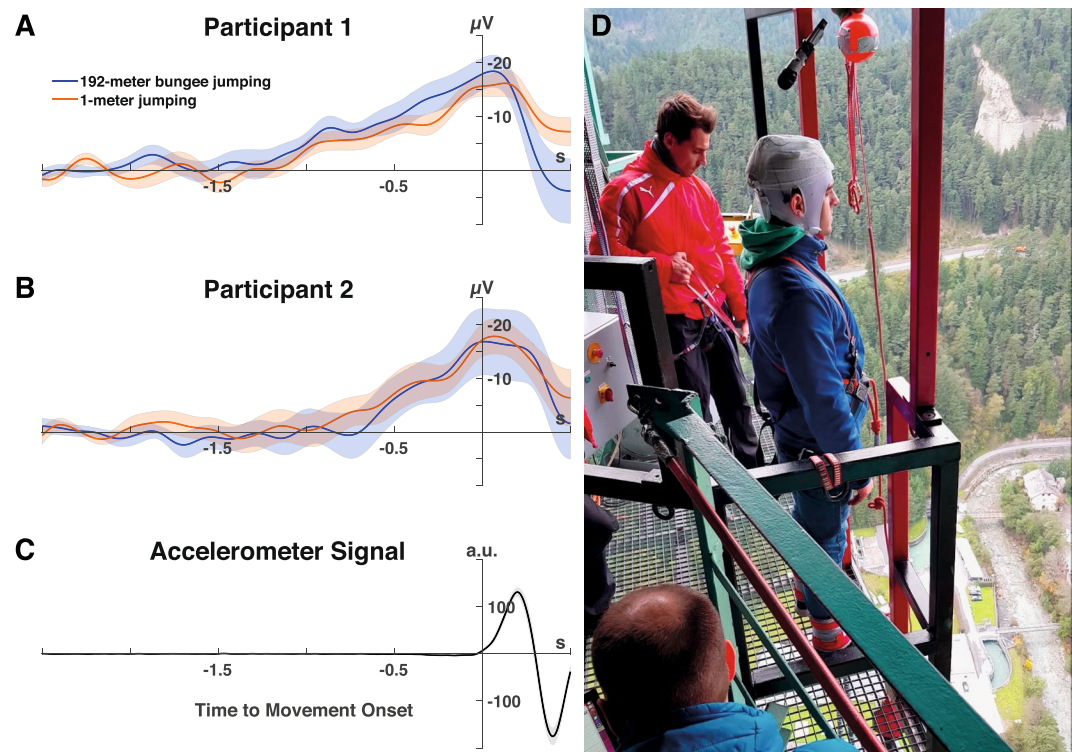 A
Participant 1
µV
192-meter bungee jumping
1-meter jumping
-20
-10
s
-1.5
-0.5
B
Participant 2
µV
-20
-10
s
-1.5
-0.5
C
Accelerometer Signal
a.u.
100
s
-1.5
-0.5
-100
Time to Movement Onset
D